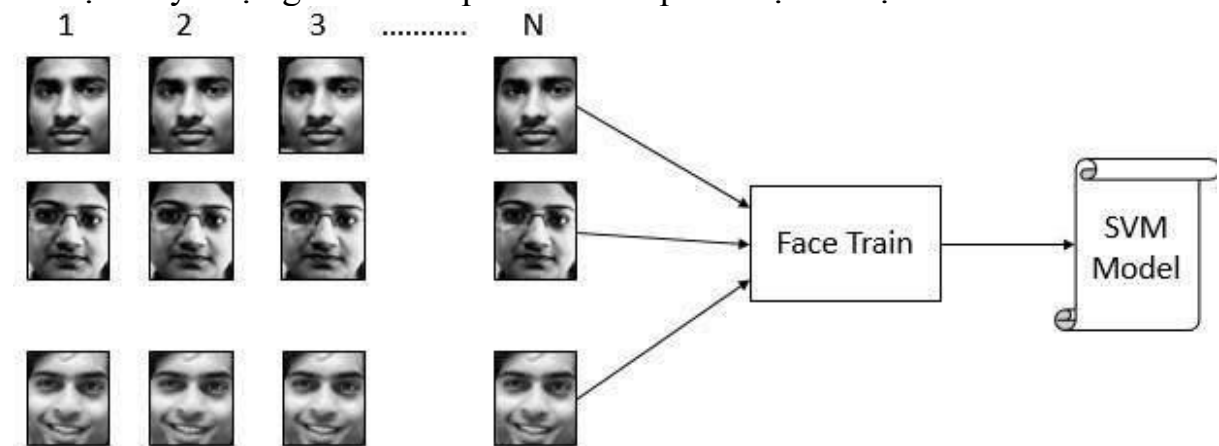 1 2 3 ........... N
Face Train
SVM
Model